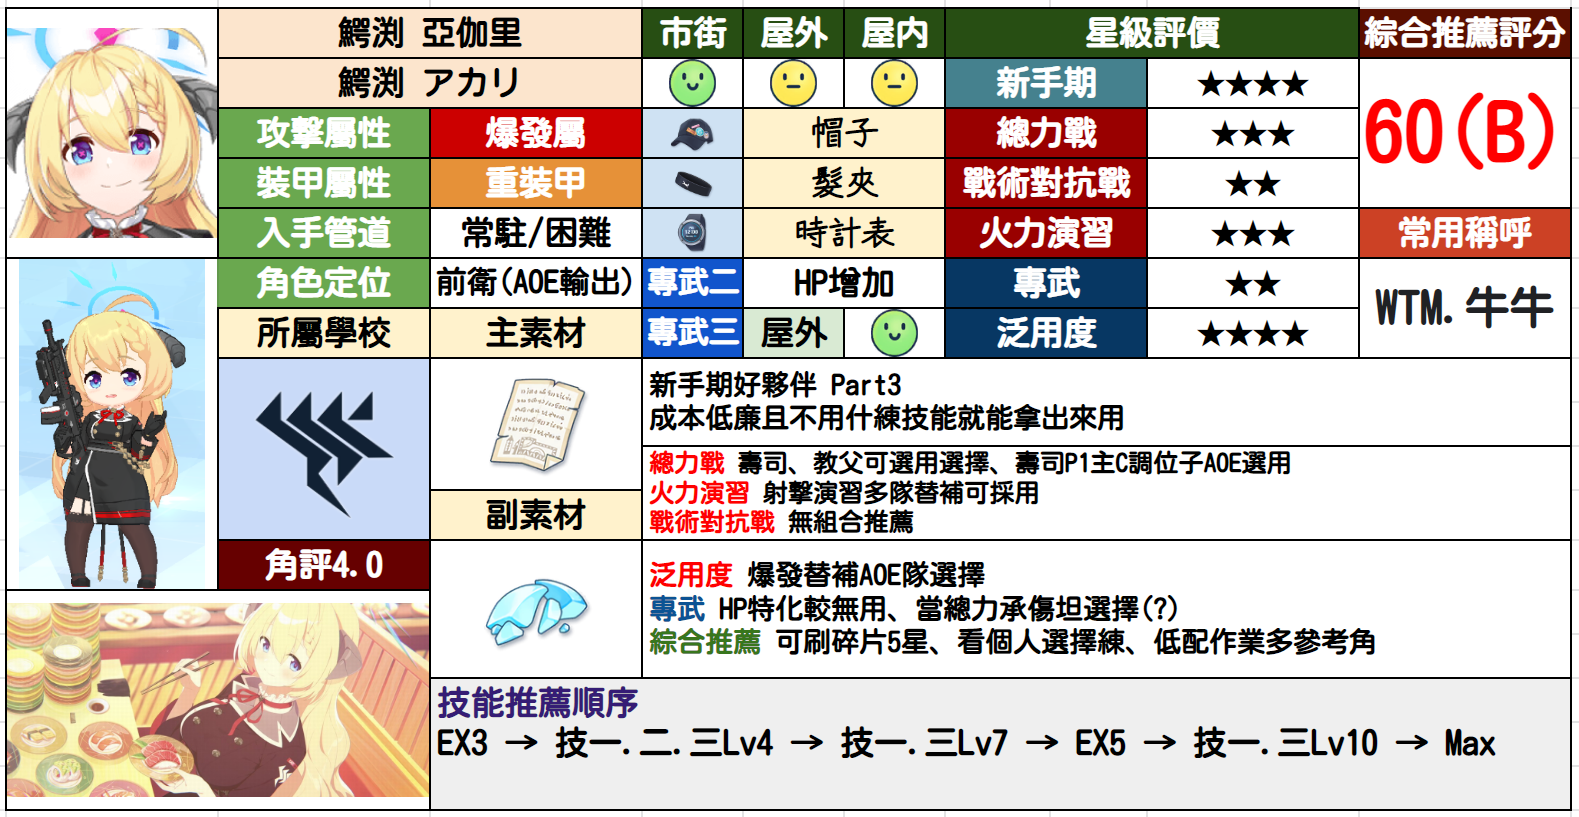 鰐渕 亞伽里
市街
屋外
屋内
星級評價
綜合推薦評分
鰐渕 アカリ
新手期
★★★★
60(B)
攻擊屬性
爆發屬
帽子
總力戰
★★★
裝甲屬性
重裝甲
髮夾
戰術對抗戰
★★
入手管道
常駐/困難
時計表
火力演習
★★★
常用稱呼
角色定位
前衛(AOE輸出)
專武二
HP增加
專武
★★
WTM.牛牛
所屬學校
主素材
專武三
屋外
泛用度
★★★★
新手期好夥伴 Part3
成本低廉且不用什練技能就能拿出來用
總力戰 壽司、教父可選用選擇、壽司P1主C調位子AOE選用
火力演習 射擊演習多隊替補可採用
戰術對抗戰 無組合推薦
副素材
角評4.0
泛用度 爆發替補AOE隊選擇
專武 HP特化較無用、當總力承傷坦選擇(?)
綜合推薦 可刷碎片5星、看個人選擇練、低配作業多參考角
技能推薦順序
EX3 → 技一.二.三Lv4 → 技一.三Lv7 → EX5 → 技一.三Lv10 → Max